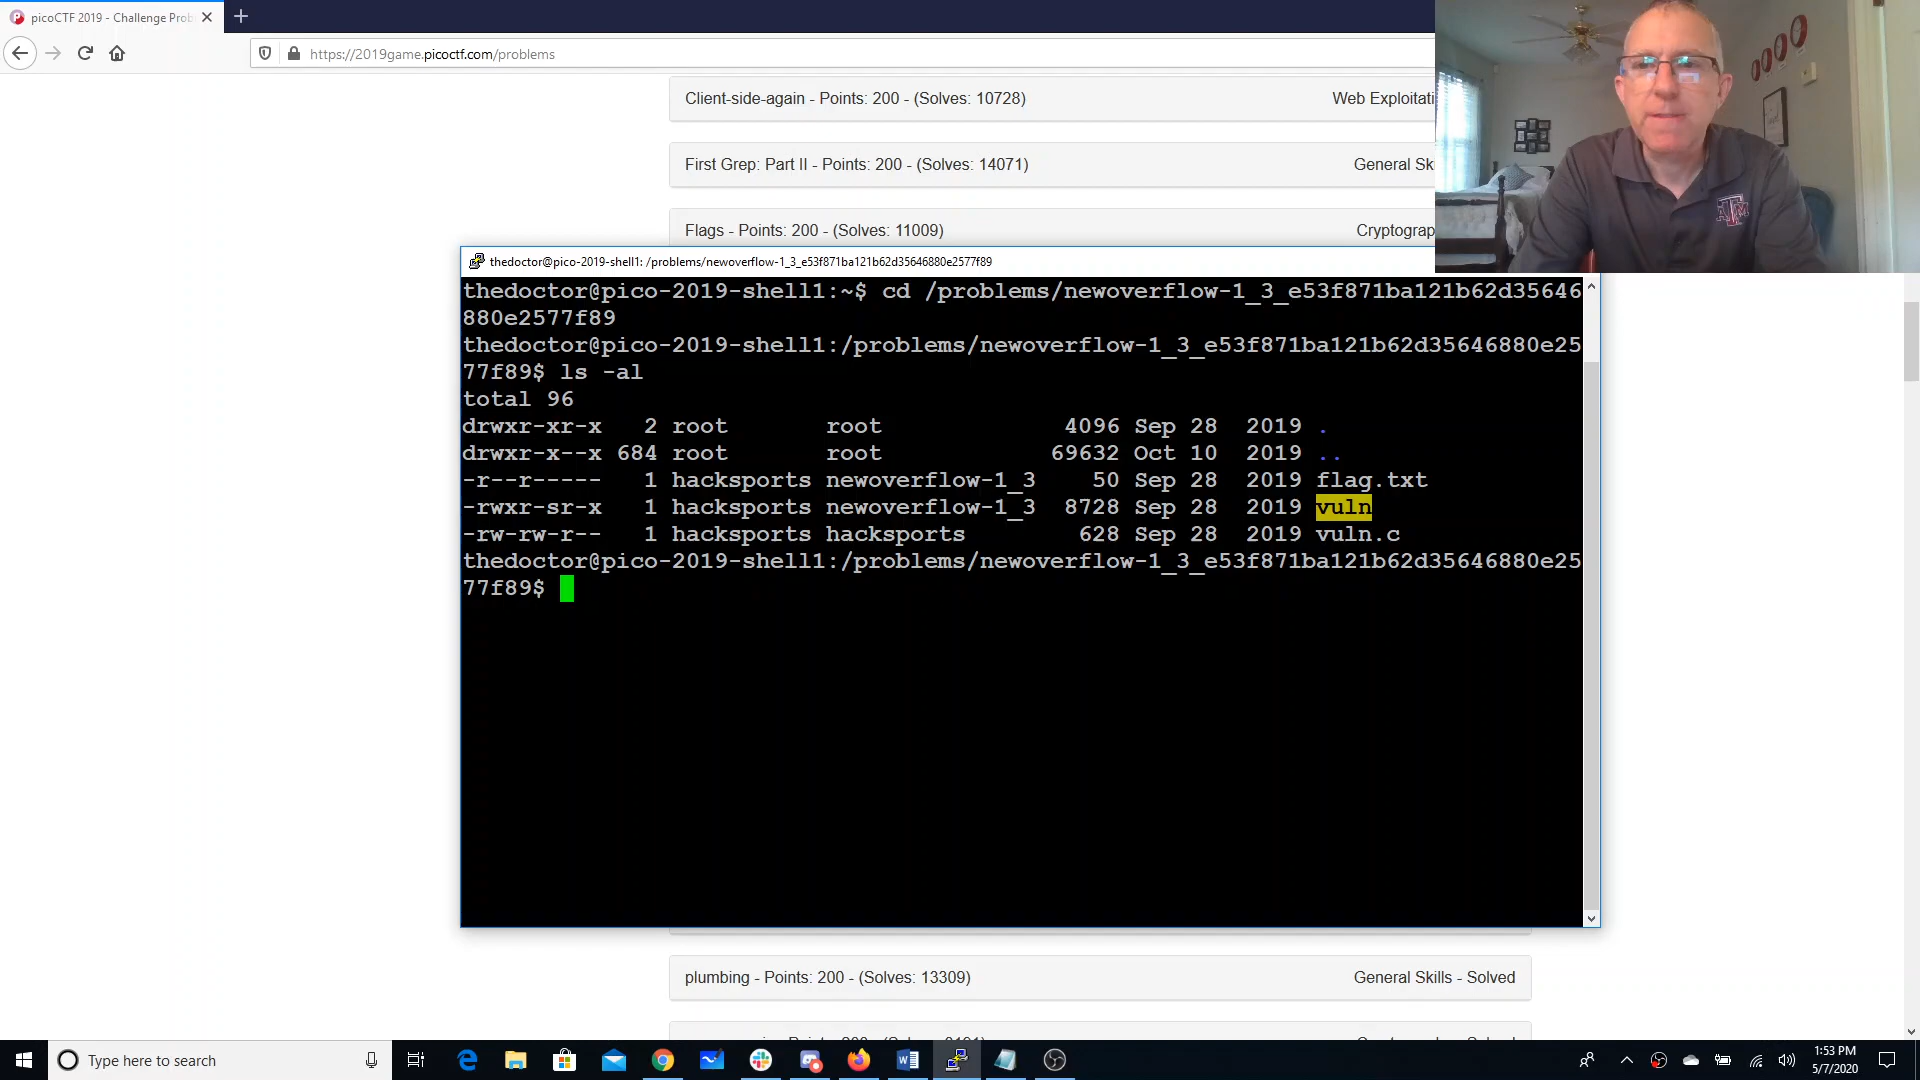 picoCTF 2019 - Challenge Prob
https://2019game.picoctf.com/problems
Client-side-again - Points: 200 - (Solves: 10728) Web Exploitati
First Grep: Part II - Points: 200 - (Solves: 14071) General Sk
Flags - Points: 200 - (Solves: 11009) Cryptograp
thedoctor@pico-2019-shell1: /problems/newoverflow-1_3_e53f871ba121b62d35646880e2577f89
thedoctor@pico-2019-shell1:~$ cd /problems/newoverflow-1_3_e53f871ba121b62d35646
880e2577f89
thedoctor@pico-2019-shell1:/problems/newoverflow-1_3_e53f871ba121b62d35646880e25
77f89$ ls -al
total 96
drwxr-xr-x 2 root root 4096 Sep 28 2019 .
drwxr-x--x 684 root root 69632 Oct 10 2019 ..
-r--r----- 1 hacksports newoverflow-1_3 50 Sep 28 2019 flag.txt
-rwxr-sr-x 1 hacksports newoverflow-1_3 8728 Sep 28 2019 vuln
-rw-rw-r-- 1 hacksports hacksports 628 Sep 28 2019 vuln.c
thedoctor@pico-2019-shell1:/problems/newoverflow-1_3_e53f871ba121b62d35646880e25
77f89$
plumbing - Points: 200 - (Solves: 13309) General Skills - Solved
Type here to search
1:53 PM
5/7/2020
ATM